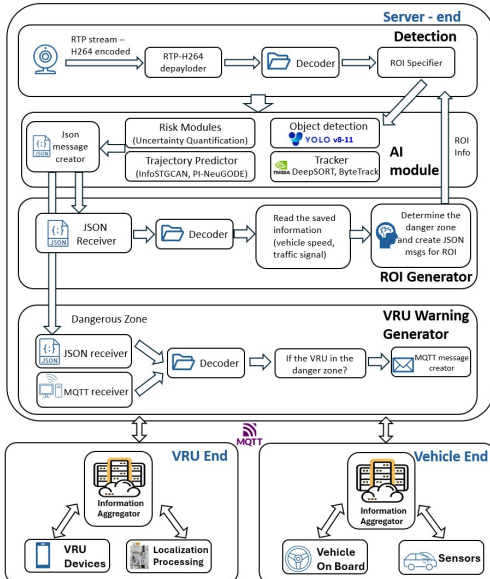 Server - end
Detection
RTP stream –
H264 encoded
RTP-H264
depayloder
Decoder
ROI Specifier
Json
message
creator
{;}
JSON
Risk Modules
(Uncertainty Quantification)
Trajectory Predictor
(InfoSTGCAN, PI-NeuGODE)
Object detection
YOLO v8-11
Tracker
NVIDIA DeepSORT, ByteTrack
AI
module
ROI
Info
{;}
JSON
JSON
Receiver
Decoder
Read the saved
information
(vehicle speed,
traffic signal)
Determine the
danger zone
and create JSON
msgs for ROI
ROI Generator
Dangerous Zone
VRU Warning
Generator
{;}
JSON
JSON receiver
MQTT receiver
Decoder
If the VRU in the
danger zone?
MQTT message
creator
MQTT
VRU End
Information
Aggregator
VRU
Devices
Localization
Processing
Vehicle End
Information
Aggregator
Vehicle
On Board
Sensors